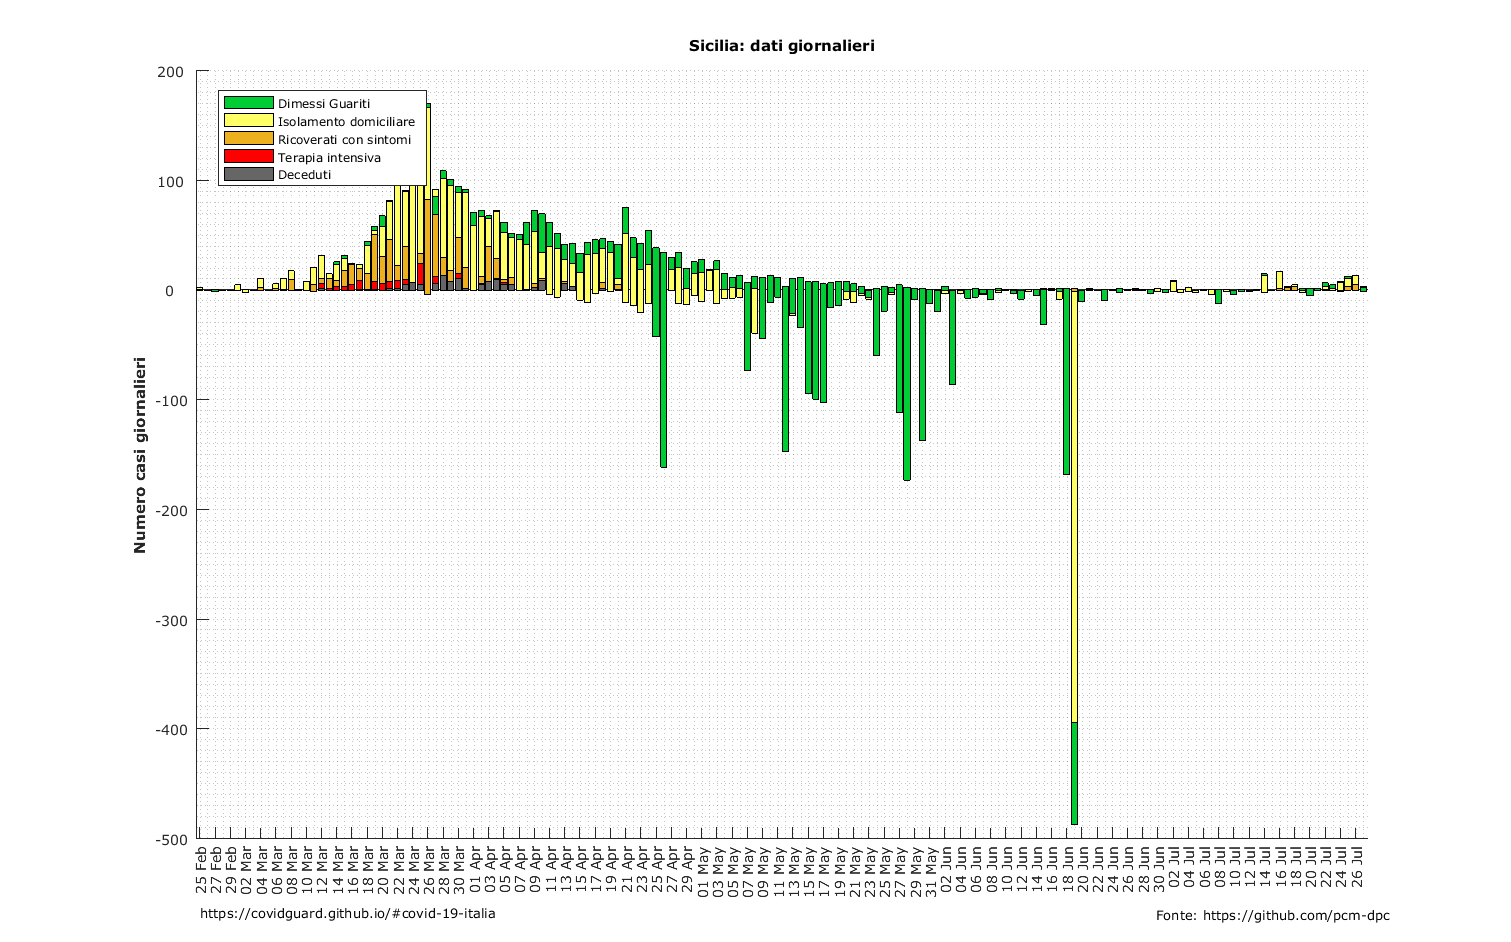 Sicilia: dati giornalieri
200
100
0
-100
-200
-300
-400
-500
Numero casi giornalieri
Dimessi Guariti
Isolamento domiciliare
Ricoverati con sintomi
Terapia intensiva
Deceduti
25 Feb
27 Feb
29 Feb
02 Mar
04 Mar
06 Mar
08 Mar
10 Mar
12 Mar
14 Mar
16 Mar
18 Mar
20 Mar
22 Mar
24 Mar
26 Mar
28 Mar
30 Mar
01 Apr
03 Apr
05 Apr
07 Apr
09 Apr
11 Apr
13 Apr
15 Apr
17 Apr
19 Apr
21 Apr
23 Apr
25 Apr
27 Apr
29 Apr
01 May
03 May
05 May
07 May
09 May
11 May
13 May
15 May
17 May
19 May
21 May
23 May
25 May
27 May
29 May
31 May
02 Jun
04 Jun
06 Jun
08 Jun
10 Jun
12 Jun
14 Jun
16 Jun
18 Jun
20 Jun
22 Jun
24 Jun
26 Jun
28 Jun
30 Jun
02 Jul
04 Jul
06 Jul
08 Jul
10 Jul
12 Jul
14 Jul
16 Jul
18 Jul
20 Jul
22 Jul
24 Jul
26 Jul
https://covidguard.github.io/#covid-19-italia
Fonte: https://github.com/pcm-dpc